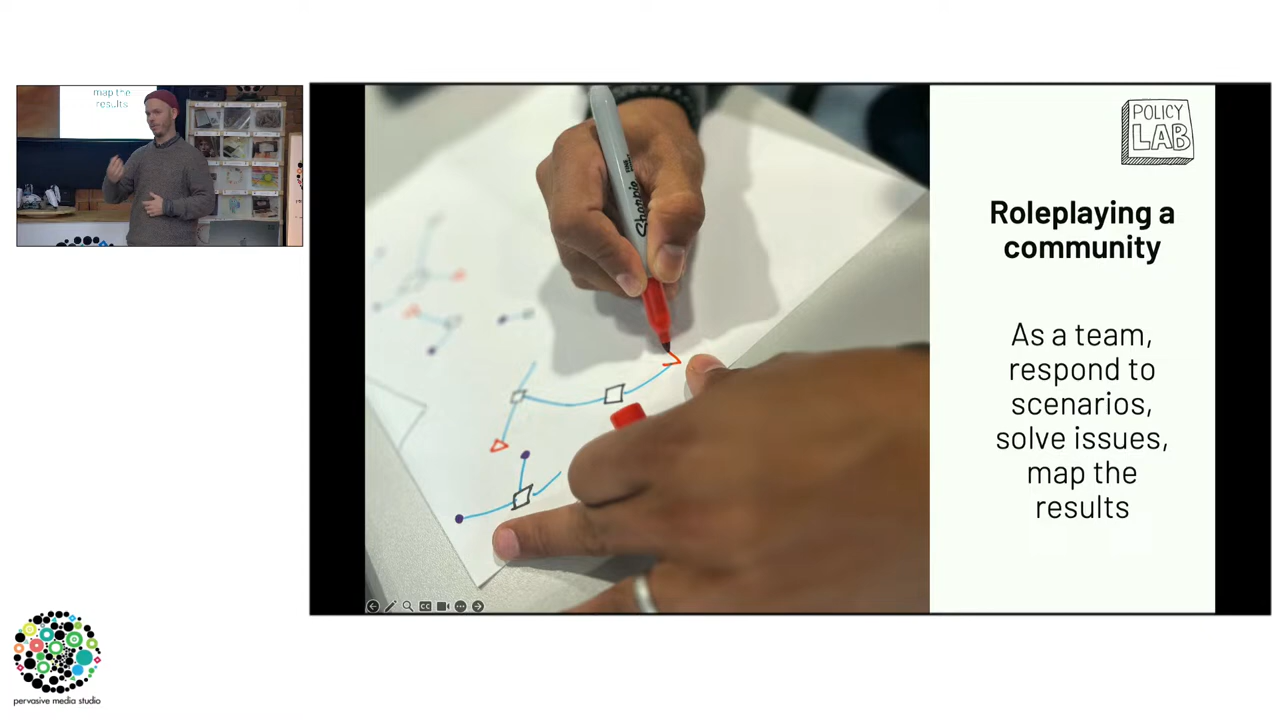 map the
results
POLICY
LAB
Roleplaying a
community
As a team,
respond to
scenarios,
solve issues,
map the
results
Sharpie
CC
pervasive media studio